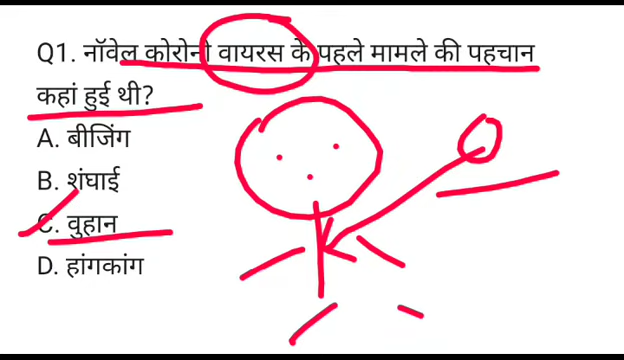 Q1. नॉवेल कोरोनो वायरस के पहले मामले की पहचान
कहां हुई थी?
A. बीजिंग
B. शंघाई
C. वुहान
D. हांगकांग